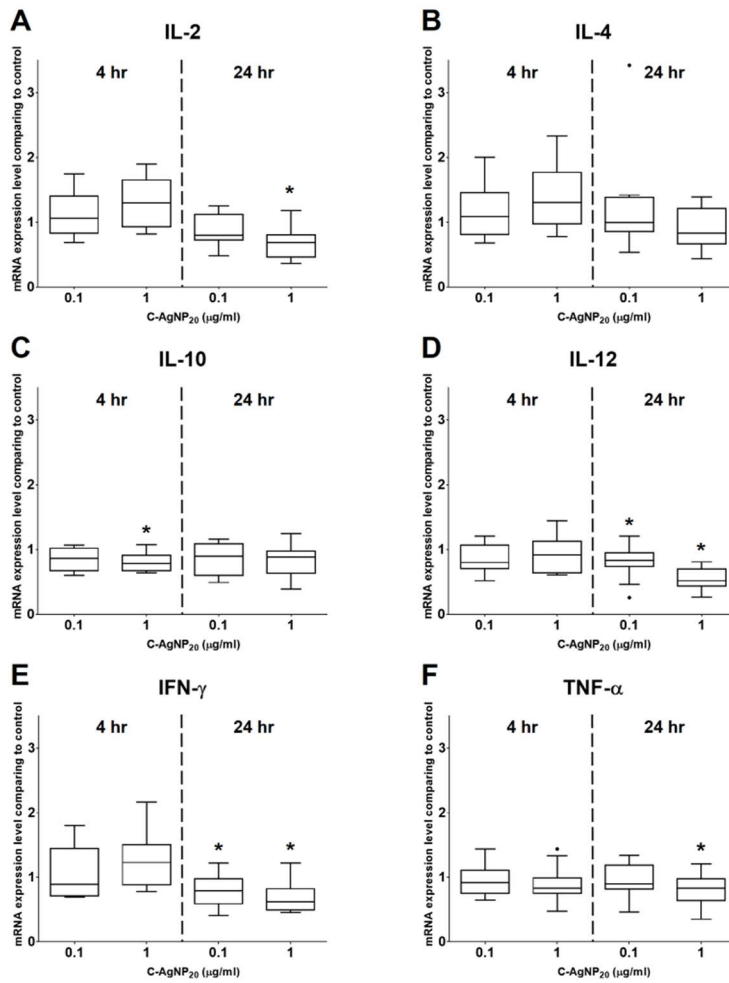 A
IL-2
mRNA expression level comparing to control
4 hr
24 hr
3
2
1
0
*
0.1
1
0.1
1
C-AgNP20 (μg/ml)
B
IL-4
mRNA expression level comparing to control
4 hr
24 hr
3
2
1
0
0.1
1
0.1
1
C-AgNP20 (μg/ml)
C
IL-10
mRNA expression level comparing to control
4 hr
24 hr
3
2
1
0
*
0.1
1
0.1
1
C-AgNP20 (μg/ml)
D
IL-12
mRNA expression level comparing to control
4 hr
24 hr
3
2
1
0
*
*
0.1
1
0.1
1
C-AgNP20 (μg/ml)
E
IFN-γ
mRNA expression level comparing to control
4 hr
24 hr
3
2
1
0
*
*
0.1
1
0.1
1
C-AgNP20 (μg/ml)
F
TNF-α
mRNA expression level comparing to control
4 hr
24 hr
3
2
1
0
*
0.1
1
0.1
1
C-AgNP20 (μg/ml)